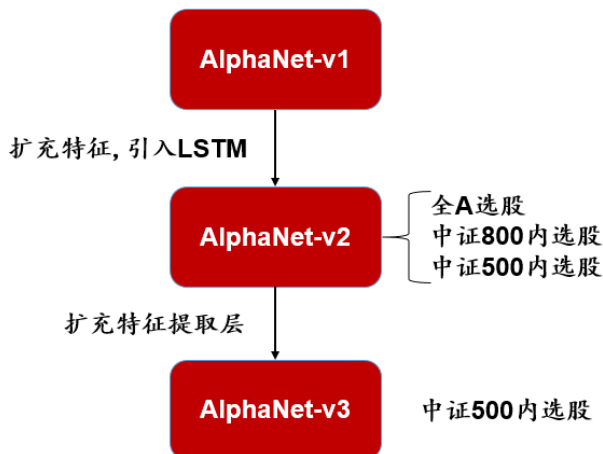 AlphaNet-v1
扩充特征,引入LSTM
AlphaNet-v2
全A选股
中证800内选股
中证500内选股
扩充特征提取层
AlphaNet-v3
中证500内选股